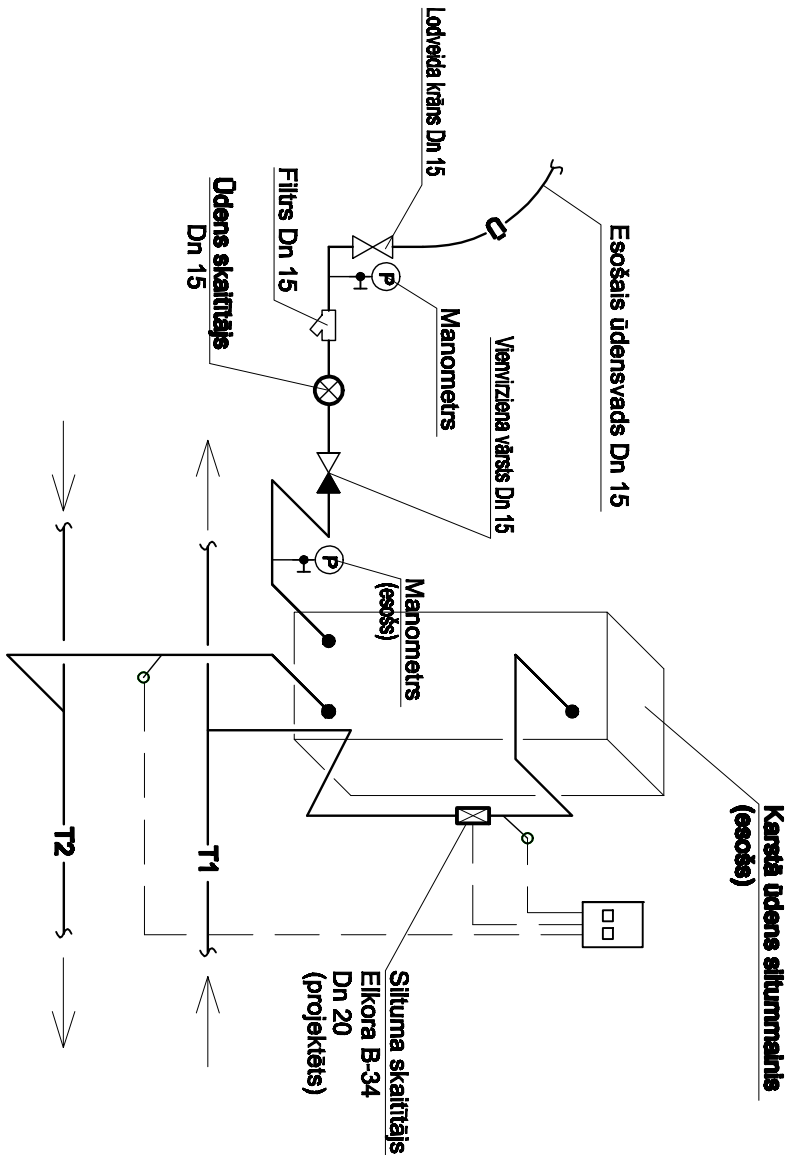 Esošais ūdensvads Dn 15
Lodveida krāns Dn 15
P
Manometrs
Vienvirziena vārsts Dn 15
Filtrs Dn 15
Ūdens skaitītājs
Dn 15
P
Manometrs
(esošs)
Karstā ūdens siltummainis
(esošs)
T1
T2
Siltuma skaitītājs
Elkora B-34
Dn 20
(projektēts)